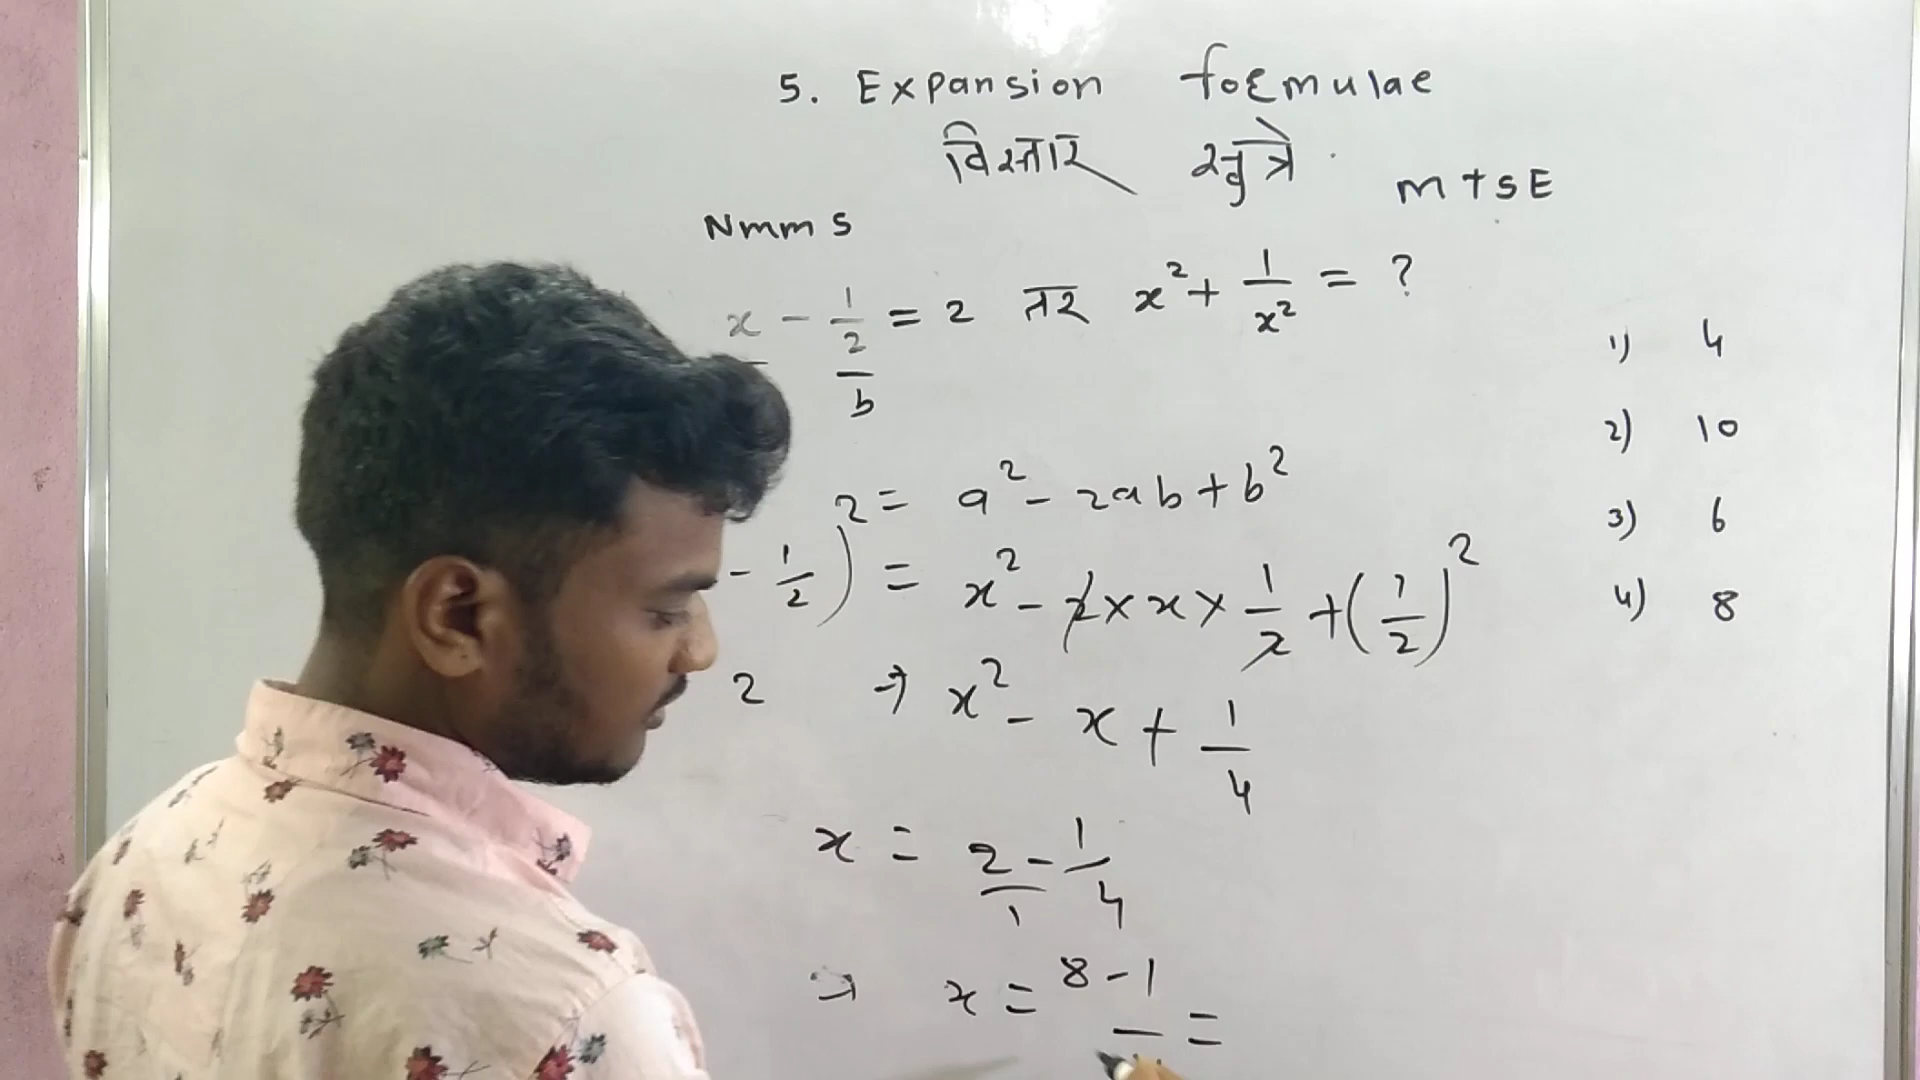 5. Expansion formulae
विस्तार सूत्रे
MTSE
NmmS
x - 1/2 = 2 तर x² + 1/x² = ?
b
1) 4
2) 10
3) 6
4) 8
2 = a² - 2ab + b²
- 1/2)² = x² - 2 × x × 1/2 + (1/2)²
2 → x² - x + 1/4
x = 2/1 - 1/4
→ x = 8 - 1 =